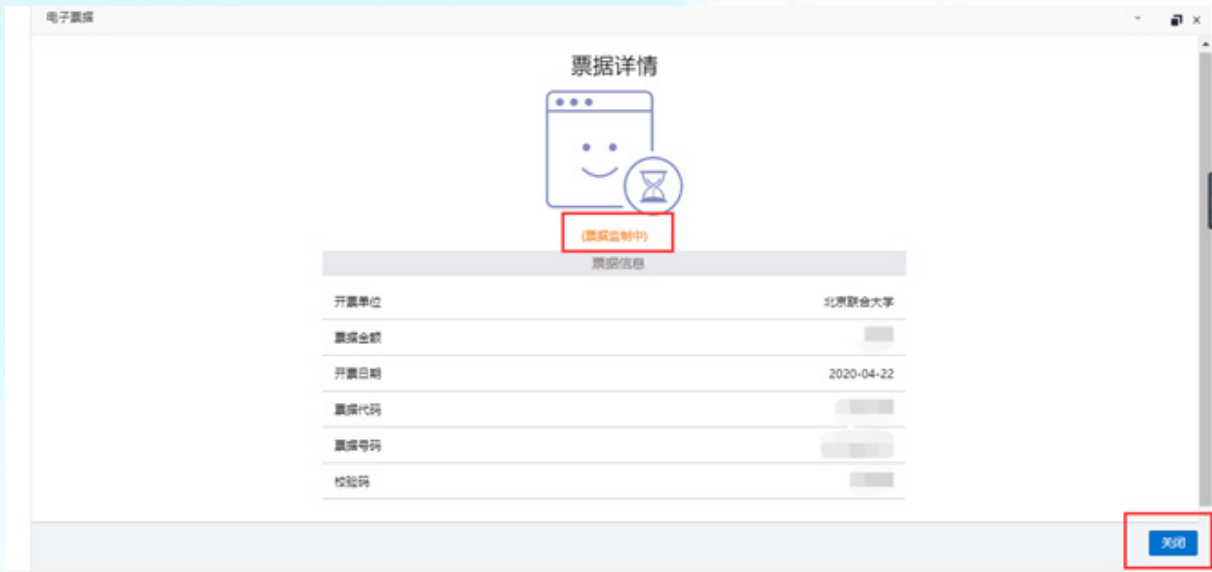 电子票据
票据详情
(票据监制中)
票据信息
开票单位 北京联合大学
票据金额
开票日期 2020-04-22
票据代码
票据号码
校验码
关闭